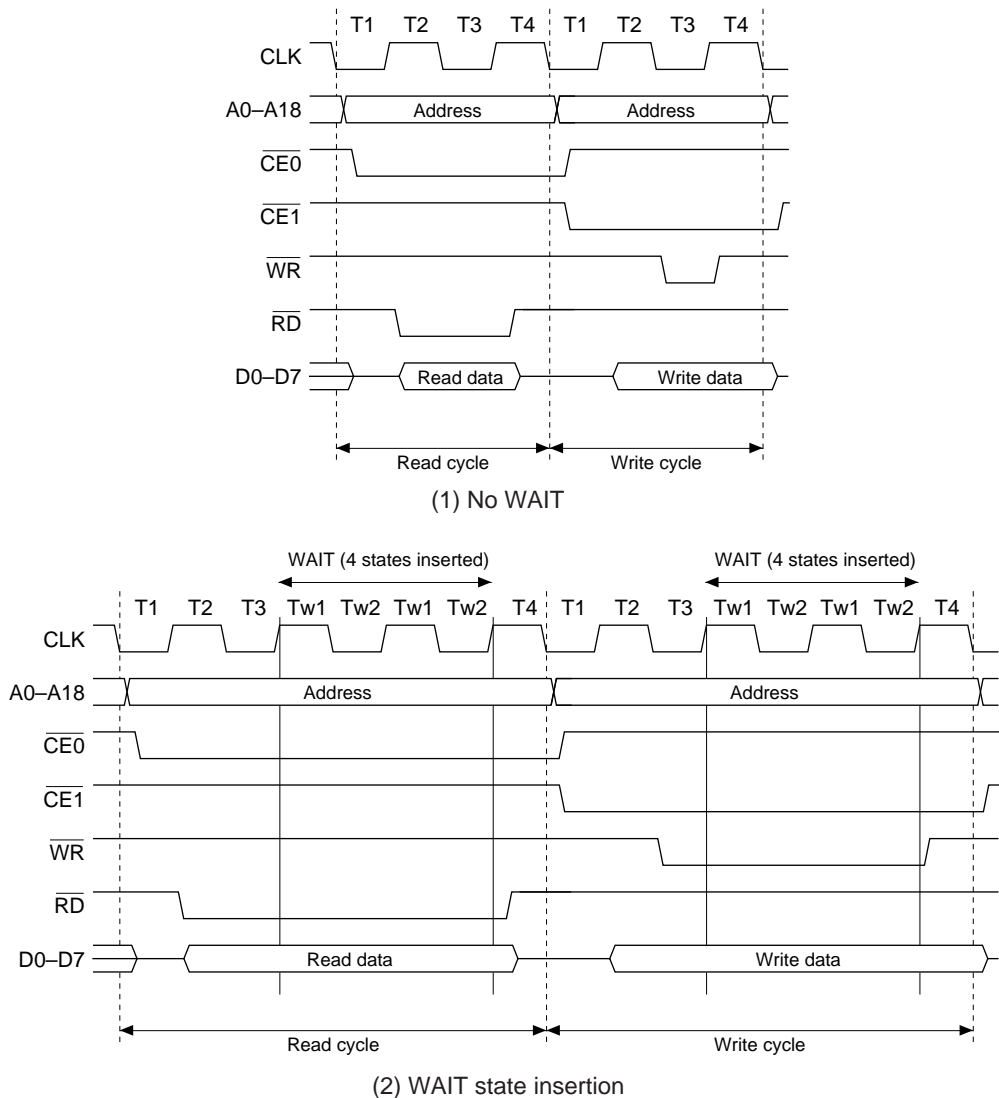 T1 T2 T3 T4 T1 T2 T3 T4
CLK
A0–A18 Address Address
CE0
CE1
WR
RD
D0–D7 Read data Write data
Read cycle Write cycle
(1) No WAIT
WAIT (4 states inserted) WAIT (4 states inserted)
T1 T2 T3 Tw1 Tw2 Tw1 Tw2 T4 T1 T2 T3 Tw1 Tw2 Tw1 Tw2 T4
CLK
A0–A18 Address Address
CE0
CE1
WR
RD
D0–D7 Read data Write data
Read cycle Write cycle
(2) WAIT state insertion